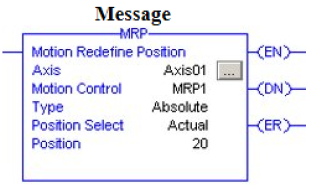 Message
MRP
Motion Redefine Position
(EN)
Axis Axis01 ...
Motion Control MRP1
(DN)
Type Absolute
Position Select Actual
(ER)
Position 20